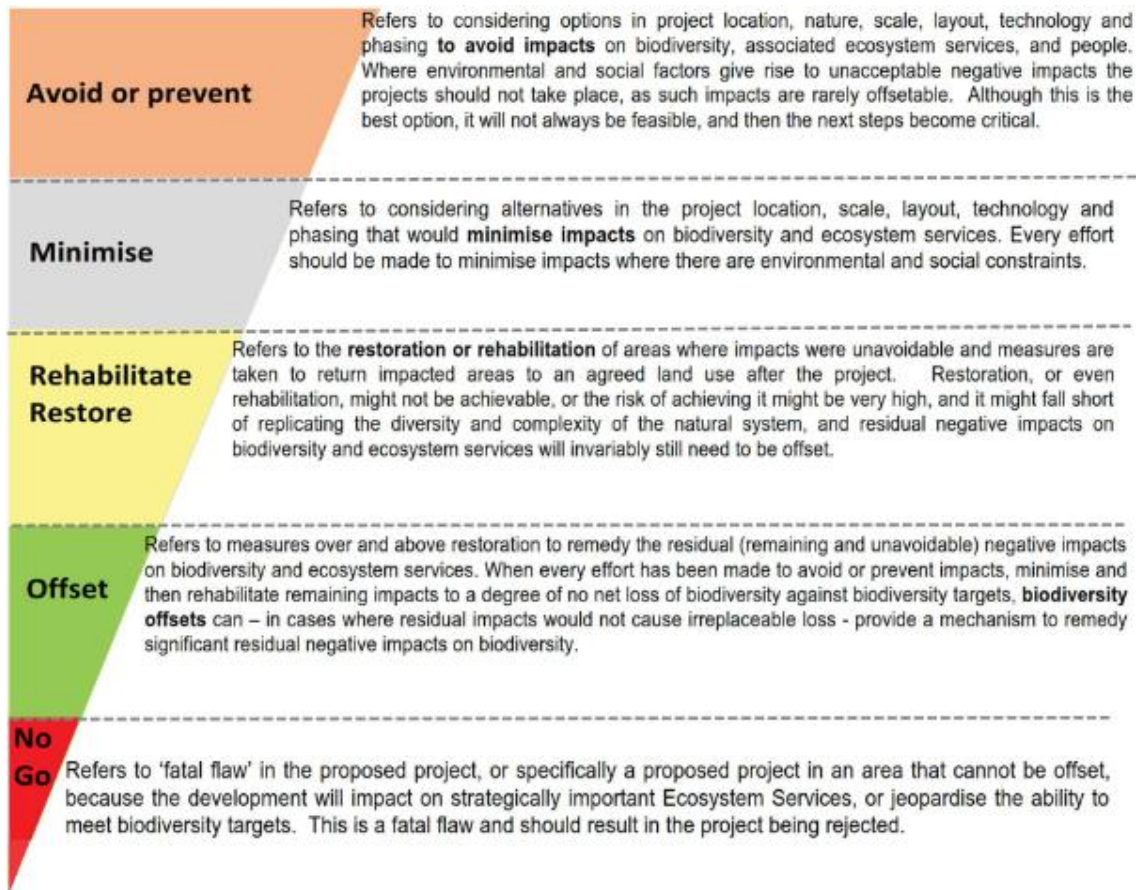 Avoid or prevent
Refers to considering options in project location, nature, scale, layout, technology and
phasing to avoid impacts on biodiversity, associated ecosystem services, and people.
Where environmental and social factors give rise to unacceptable negative impacts the
projects should not take place, as such impacts are rarely offsetable. Although this is the
best option, it will not always be feasible, and then the next steps become critical.
Minimise
Refers to considering alternatives in the project location, scale, layout, technology and
phasing that would minimise impacts on biodiversity and ecosystem services. Every effort
should be made to minimise impacts where there are environmental and social constraints.
Rehabilitate
Restore
Refers to the restoration or rehabilitation of areas where impacts were unavoidable and measures are
taken to return impacted areas to an agreed land use after the project. Restoration, or even
rehabilitation, might not be achievable, or the risk of achieving it might be very high, and it might fall short
of replicating the diversity and complexity of the natural system, and residual negative impacts on
biodiversity and ecosystem services will invariably still need to be offset.
Offset
Refers to measures over and above restoration to remedy the residual (remaining and unavoidable) negative impacts
on biodiversity and ecosystem services. When every effort has been made to avoid or prevent impacts, minimise and
then rehabilitate remaining impacts to a degree of no net loss of biodiversity against biodiversity targets, biodiversity
offsets can – in cases where residual impacts would not cause irreplaceable loss - provide a mechanism to remedy
significant residual negative impacts on biodiversity.
No
Go
Refers to ‘fatal flaw’ in the proposed project, or specifically a proposed project in an area that cannot be offset,
because the development will impact on strategically important Ecosystem Services, or jeopardise the ability to
meet biodiversity targets. This is a fatal flaw and should result in the project being rejected.